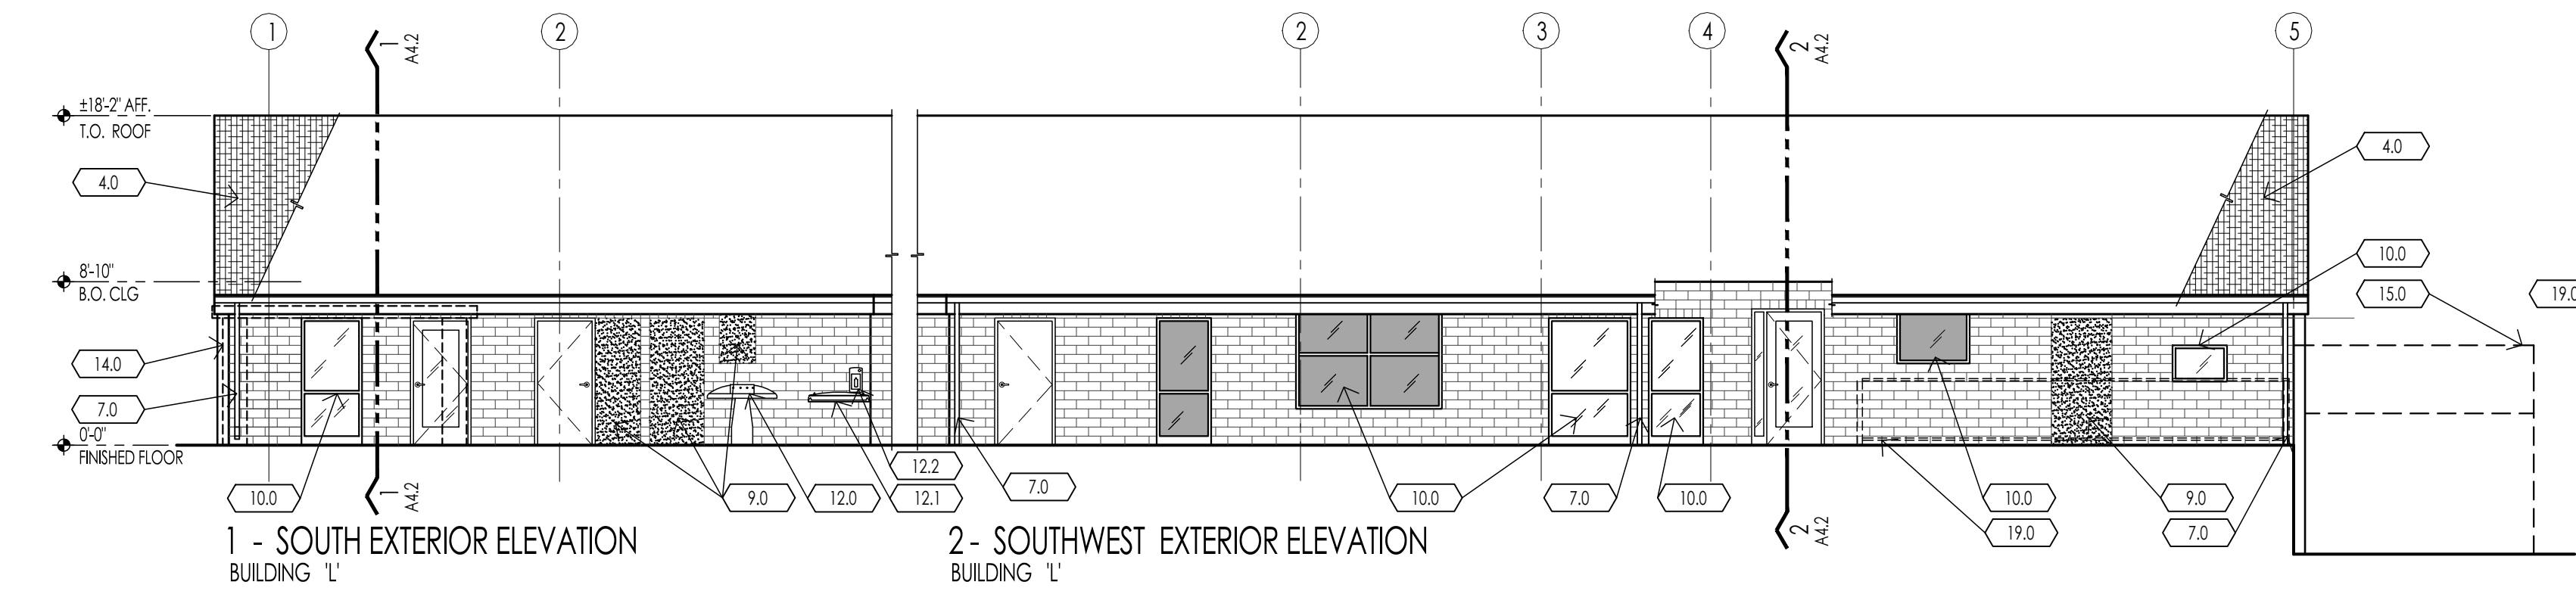 1 2 2 3 4 5
1 A4.2
2 A4.2
±18'-2" AFF.
T.O. ROOF
4.0
4.0
8'-10"
B.O. CLG
10.0
15.0
19.0
14.0
7.0
0'-0"
FINISHED FLOOR
12.2
10.0
9.0
12.0
12.1
7.0
10.0
7.0
10.0
10.0
9.0
19.0
7.0
1 A4.2
2 A4.2
1 - SOUTH EXTERIOR ELEVATION
BUILDING 'L'
2 - SOUTHWEST EXTERIOR ELEVATION
BUILDING 'L'